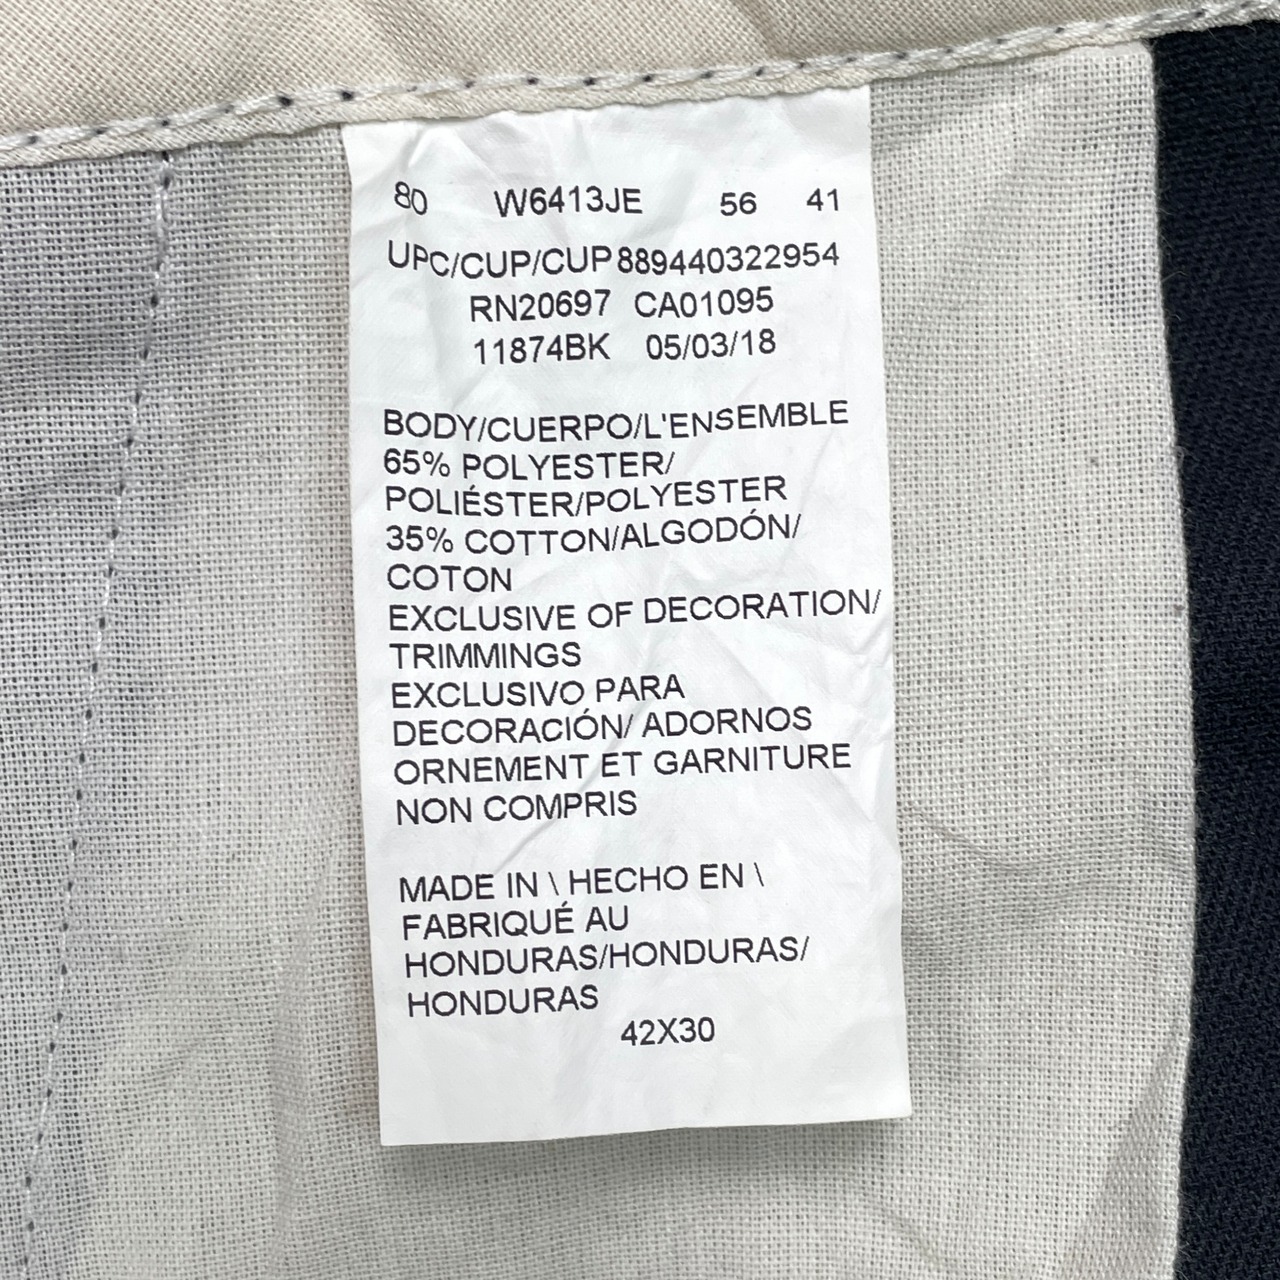 80 W6413JE 56 41
UPC/CUP/CUP 889440322954
RN20697 CA01095
11874BK 05/03/18
BODY/CUERPO/L'ENSEMBLE
65% POLYESTER/
POLIÉSTER/POLYESTER
35% COTTON/ALGODÓN/
COTON
EXCLUSIVE OF DECORATION/
TRIMMINGS
EXCLUSIVO PARA
DECORACIÓN/ ADORNOS
ORNEMENT ET GARNITURE
NON COMPRIS
MADE IN \ HECHO EN \
FABRIQUÉ AU
HONDURAS/HONDURAS/
HONDURAS
42X30